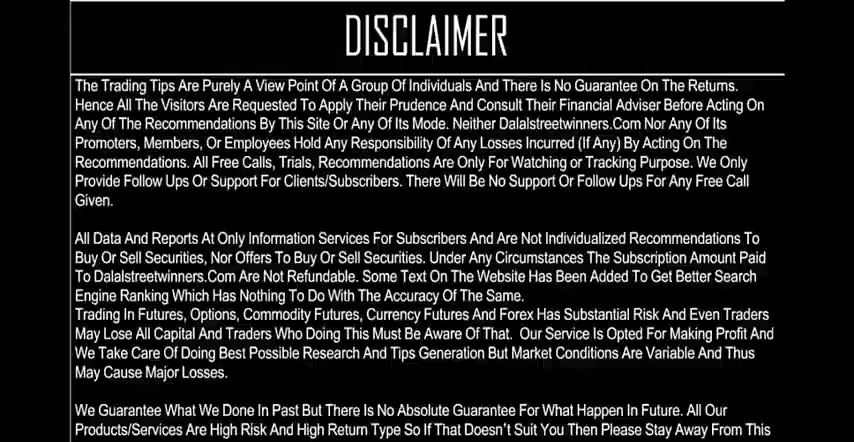 DISCLAIMER
The Trading Tips Are Purely A View Point Of A Group Of Individuals And There Is No Guarantee On The Returns.
Hence All The Visitors Are Requested To Apply Their Prudence And Consult Their Financial Adviser Before Acting On
Any Of The Recommendations By This Site Or Any Of Its Mode. Neither Dalalstreetwinners.Com Nor Any Of Its
Promoters, Members, Or Employees Hold Any Responsibility Of Any Losses Incurred (If Any) By Acting On The
Recommendations. All Free Calls, Trials, Recommendations Are Only For Watching or Tracking Purpose. We Only
Provide Follow Ups Or Support For Clients/Subscribers. There Will Be No Support Or Follow Ups For Any Free Call
Given.
All Data And Reports At Only Information Services For Subscribers And Are Not Individualized Recommendations To
Buy Or Sell Securities, Nor Offers To Buy Or Sell Securities. Under Any Circumstances The Subscription Amount Paid
To Dalalstreetwinners.Com Are Not Refundable. Some Text On The Website Has Been Added To Get Better Search
Engine Ranking Which Has Nothing To Do With The Accuracy Of The Same.
Trading In Futures, Options, Commodity Futures, Currency Futures And Forex Has Substantial Risk And Even Traders
May Lose All Capital And Traders Who Doing This Must Be Aware Of That. Our Service Is Opted For Making Profit And
We Take Care Of Doing Best Possible Research And Tips Generation But Market Conditions Are Variable And Thus
May Cause Major Losses.
We Guarantee What We Done In Past But There Is No Absolute Guarantee For What Happen In Future. All Our
Products/Services Are High Risk And High Return Type So If That Doesn't Suit You Then Please Stay Away From This